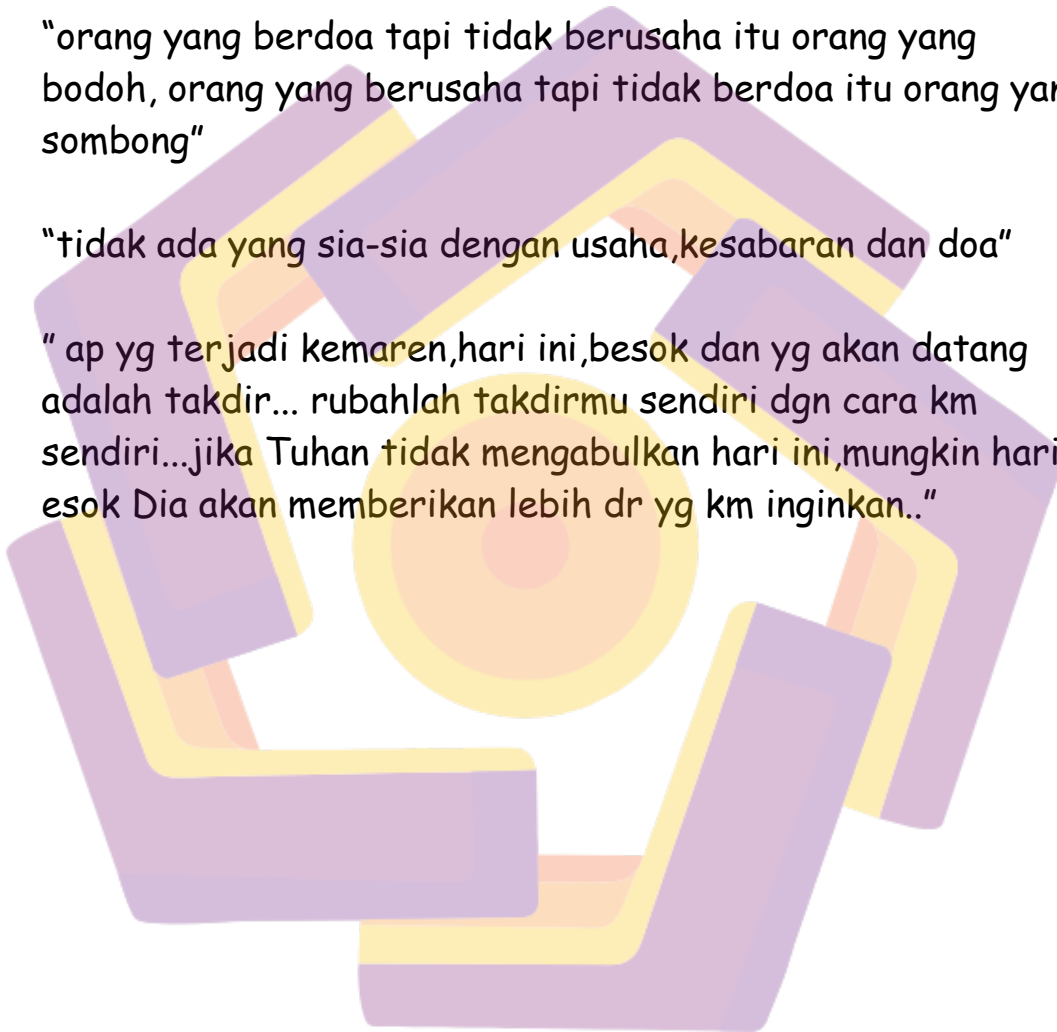 “orang yang berdoa tapi tidak berusaha itu orang yang
bodoh, orang yang berusaha tapi tidak berdoa itu orang
sombong”
“tidak ada yang sia-sia dengan usaha,kesabaran dan doa”
” ap yg terjadi kemaren,hari ini,besok dan yg akan datang
adalah takdir... rubahlah takdirmu sendiri dgn cara km
sendiri...jika Tuhan tidak mengabulkan hari ini,mungkin hari
esok Dia akan memberikan lebih dr yg km inginkan..”